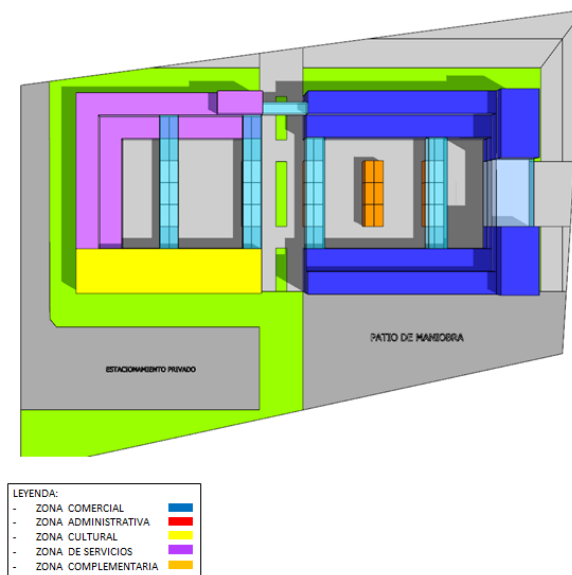 PATIO DE MANIOBRA
ESTACIONAMIENTO PRIVADO
LEYENDA:
- ZONA COMERCIAL
- ZONA ADMINISTRATIVA
- ZONA CULTURAL
- ZONA DE SERVICIOS
- ZONA COMPLEMENTARIA